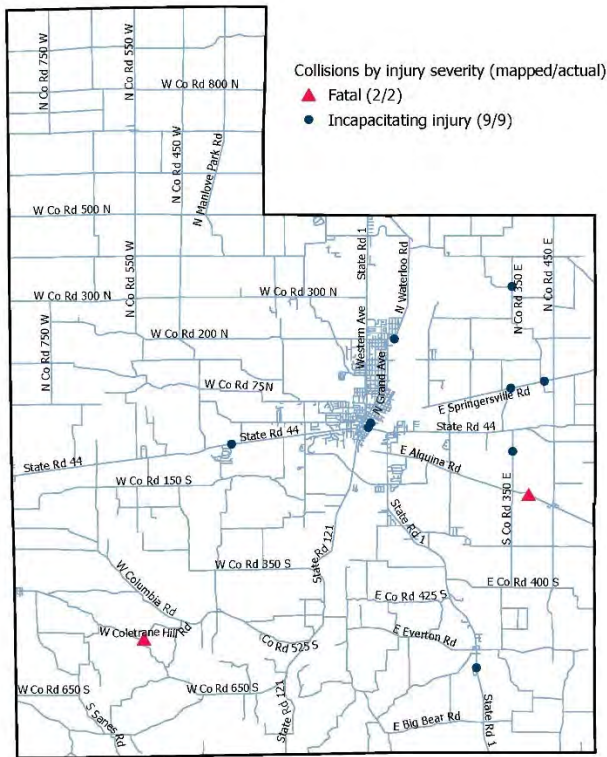 N Co Rd 750 W
N Co Rd 550 W
W Co Rd 800 N
N Co Rd 450 W
N Manlove Park Rd
Collisions by injury severity (mapped/actual)
Fatal (2/2)
Incapacitating injury (9/9)
W Co Rd 500 N
State Rd 1
N Waterloo Rd
N Co Rd 550 W
N Co Rd 350 E
N Co Rd 450 E
W Co Rd 300 N
W Co Rd 300 N
N Co Rd 750 W
W Co Rd 200 N
Western Ave
N Grand Ave
W Co Rd 75N
E Springersville Rd
State Rd 44
State Rd 44
State Rd 44
E Alquina Rd
W Co Rd 150 S
S Co Rd 350 E
State Rd 1
State Rd 121
W Co Rd 350 S
W Columbia Rd
E Co Rd 400 S
E Co Rd 425 S
W Coletrane Hill Rd
Co Rd 525 S
E Everton Rd
W Co Rd 650 S
W Co Rd 650 S
S Sanes Rd
State Rd 121
E Big Bear Rd
State Rd 1